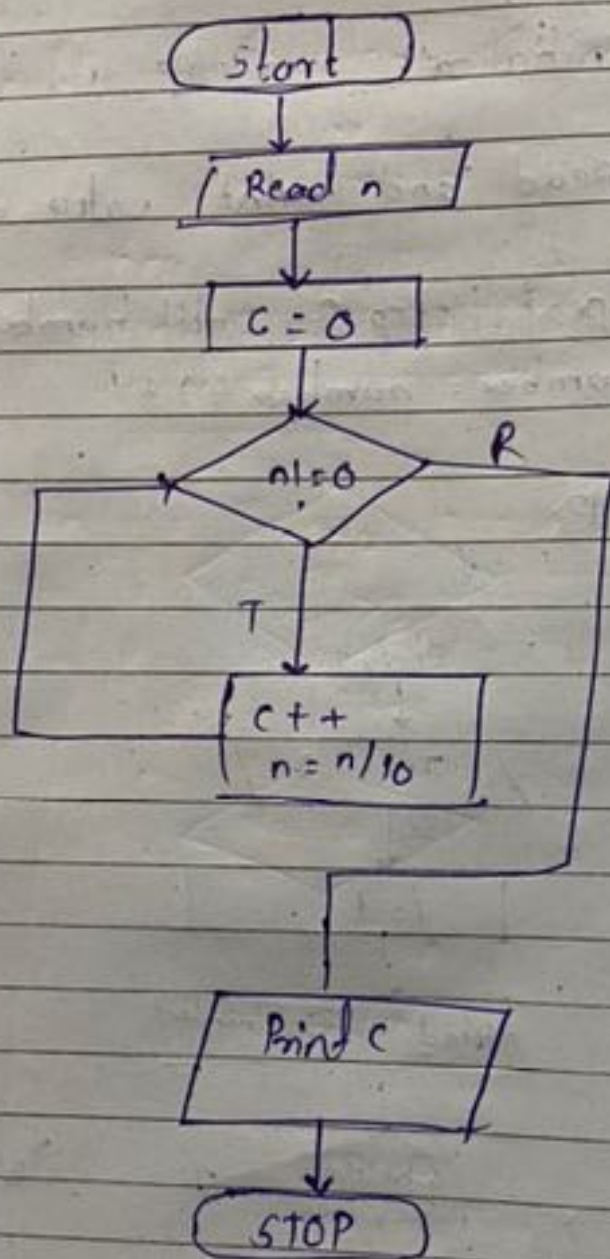 Start
Read n
C = 0
n!=0
R
T
C++
n = n/10
Print C
STOP